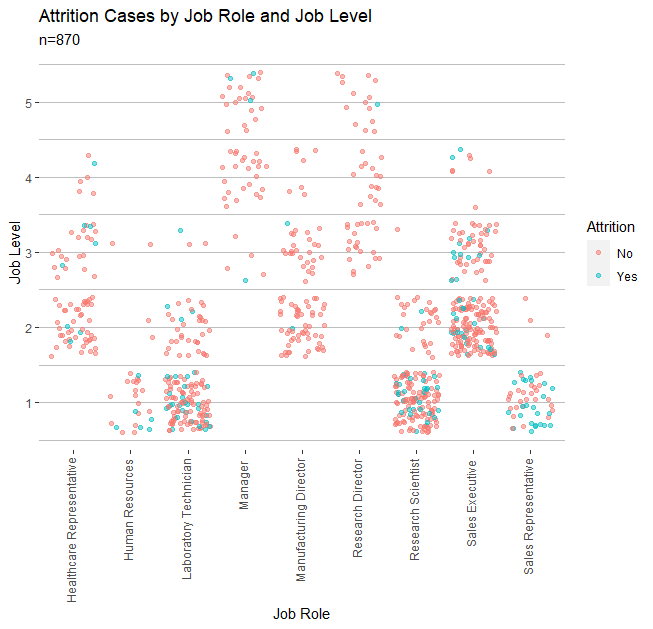 Attrition Cases by Job Role and Job Level
n=870
5
4
3
2
1
Job Level
Healthcare Representative
Human Resources
Laboratory Technician
Manager
Manufacturing Director
Research Director
Research Scientist
Sales Executive
Sales Representative
Job Role
Attrition
No
Yes